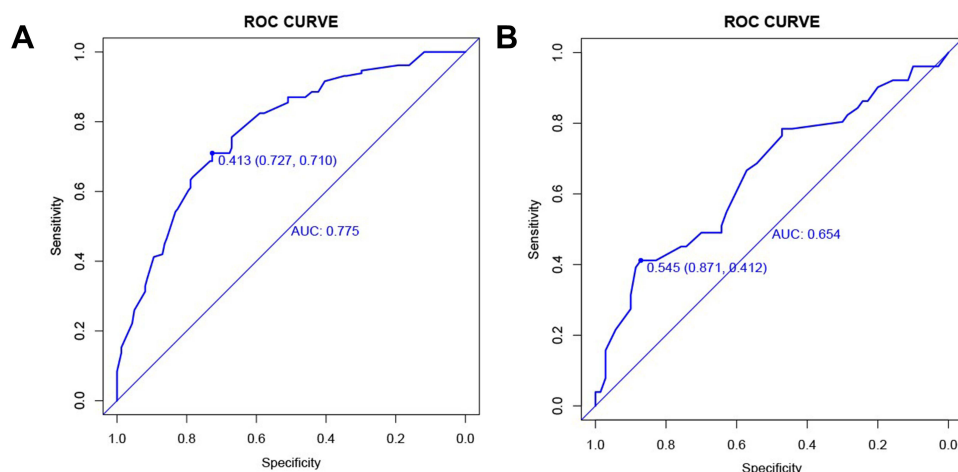 A
ROC CURVE
Sensitivity
1.0
0.8
0.6
0.4
0.2
0.0
0.413 (0.727, 0.710)
AUC: 0.775
1.0 0.8 0.6 0.4 0.2 0.0
Specificity
B
ROC CURVE
Sensitivity
1.0
0.8
0.6
0.4
0.2
0.0
AUC: 0.654
0.545 (0.871, 0.412)
1.0 0.8 0.6 0.4 0.2 0.0
Specificity